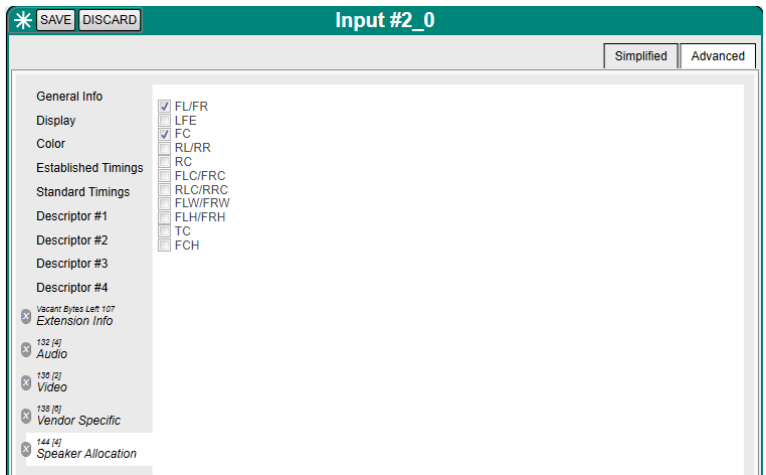 SAVE DISCARD Input #2_0
Simplified Advanced
General Info
Display
Color
Established Timings
Standard Timings
Descriptor #1
Descriptor #2
Descriptor #3
Descriptor #4
Vacant Bytes Left 107
Extension Info
132 [4]
Audio
136 [2]
Video
138 [6]
Vendor Specific
144 [4]
Speaker Allocation
FL/FR
LFE
FC
RL/RR
RC
FLC/FRC
RLC/RRC
FLW/FRW
FLH/FRH
TC
FCH